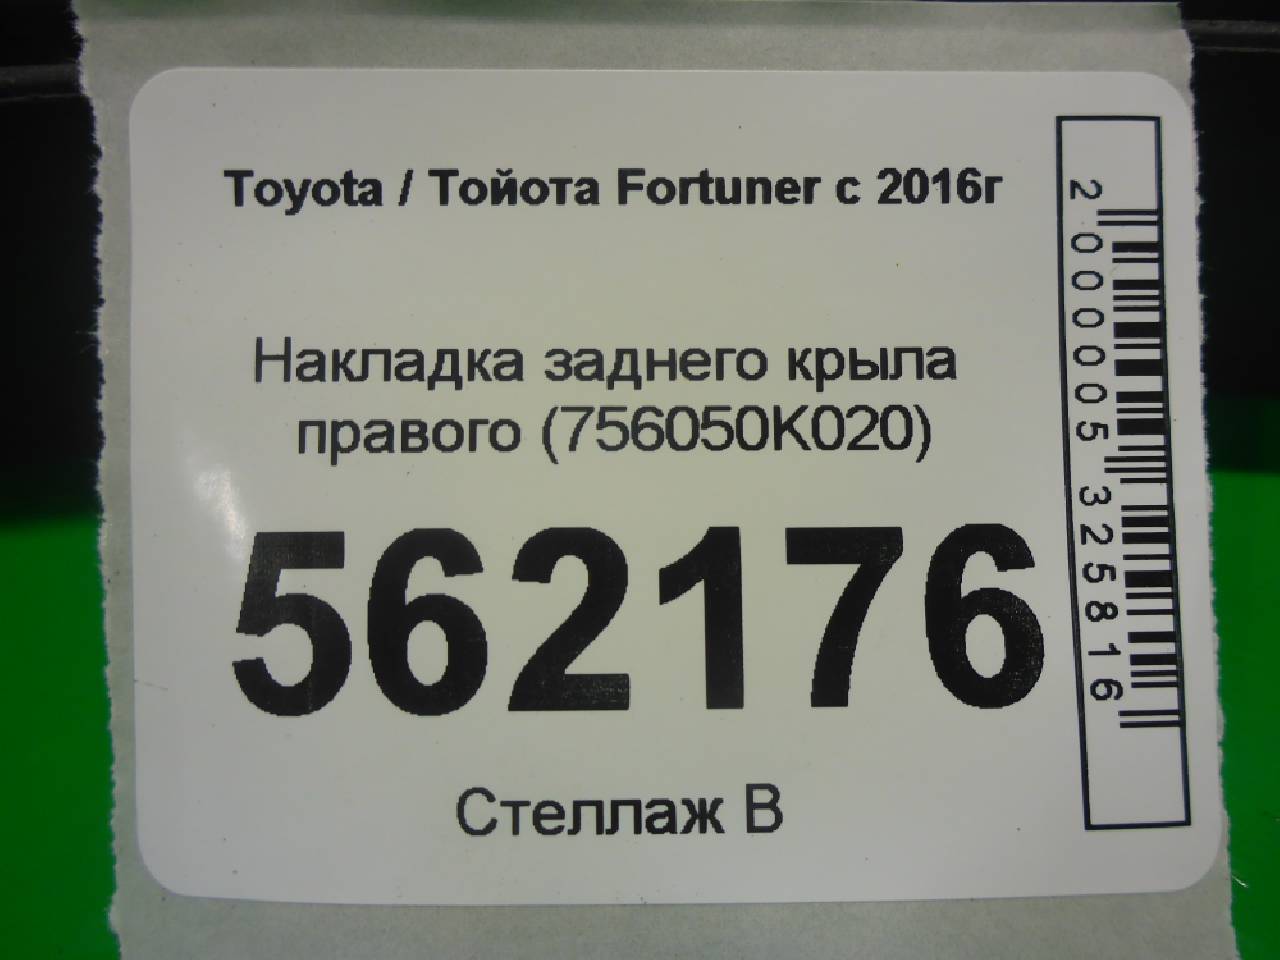 Toyota / Тойота Fortuner с 2016г
Накладка заднего крыла
правого (756050K020)
562176
Стеллаж В
2000005325816